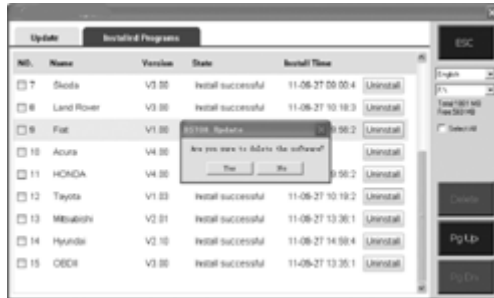 Update Installed Programs
ESC
NO. Name Version State Install Time
7 Skoda V3.00 Install successful 11-08-27 09:00:4 Uninstall
English
8 Land Rover V3.00 Install successful 11-08-27 10:18:3 Uninstall
9 Fiat V1.00 Uninstall
Update
Select All
Are you sure to delete the software?
10 Acura V4.00 Uninstall
Yes No
11 HONDA V4.00 Uninstall
12 Tayota V1.03 Install successful 11-08-27 10:19:2 Uninstall
Delete
13 Mitsubishi V2.01 Install successful 11-08-27 13:36:1 Uninstall
14 Hyundai V2.10 Install successful 11-08-27 14:59:4 Uninstall
Pg Up
15 OBDII V3.00 Install successful 11-08-27 13:35:1 Uninstall
Pg Dn